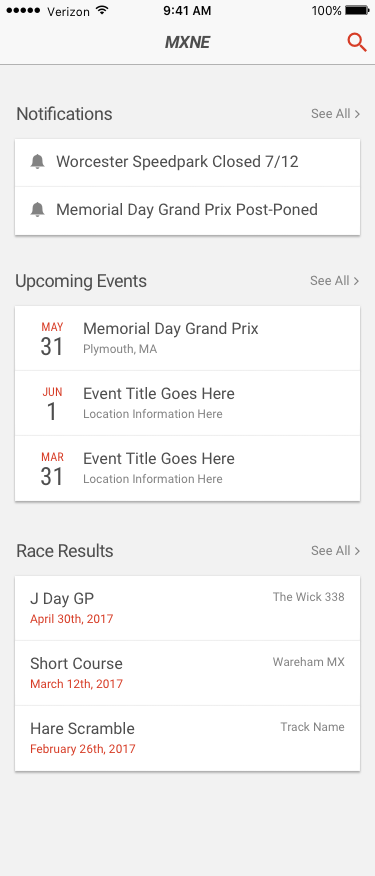 Verizon 9:41 AM 100%
MXNE
Notifications See All >
Worcester Speedpark Closed 7/12
Memorial Day Grand Prix Post-Poned
Upcoming Events See All >
MAY
31
Memorial Day Grand Prix
Plymouth, MA
JUN
1
Event Title Goes Here
Location Information Here
MAR
31
Event Title Goes Here
Location Information Here
Race Results See All >
J Day GP The Wick 338
April 30th, 2017
Short Course Wareham MX
March 12th, 2017
Hare Scramble Track Name
February 26th, 2017